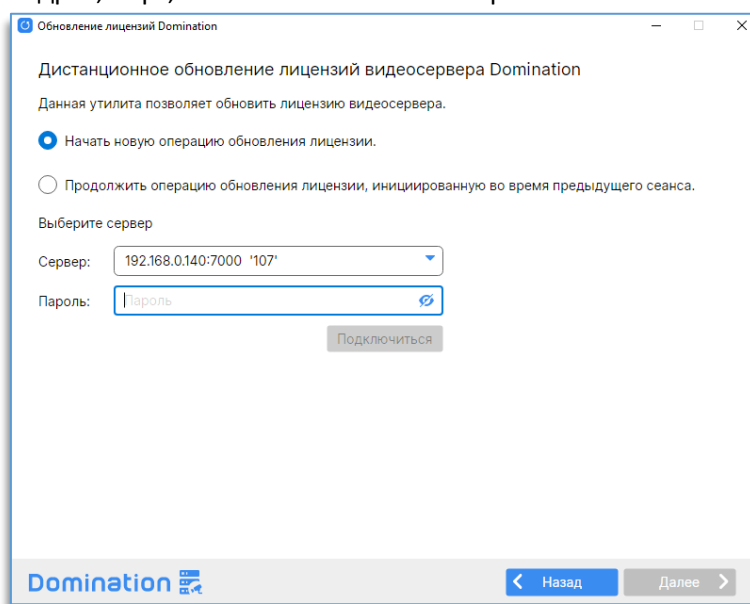 Обновление лицензий Domination
Дистанционное обновление лицензий видеосервера Domination
Данная утилита позволяет обновить лицензию видеосервера.
Начать новую операцию обновления лицензии.
Продолжить операцию обновления лицензии, инициированную во время предыдущего сеанса.
Выберите сервер
Сервер: 192.168.0.140:7000 '107'
Пароль: Пароль
Подключиться
Domination Назад Далее